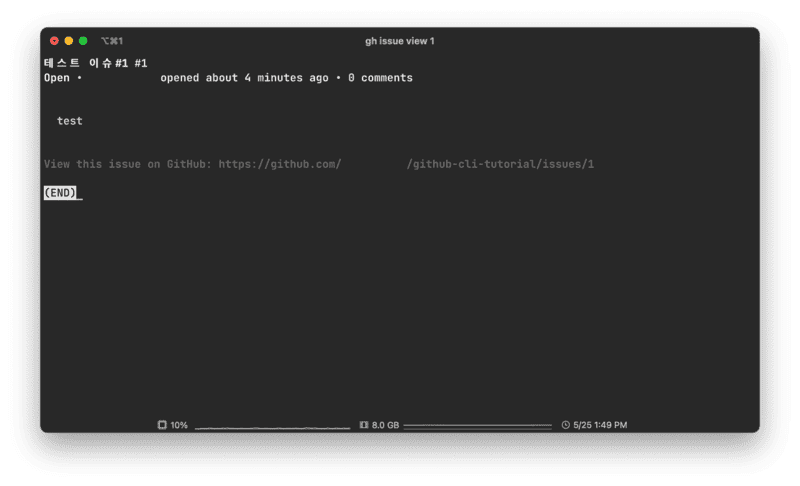 ⌥⌘1 gh issue view 1
테스트 이슈 #1 #1
Open • opened about 4 minutes ago • 0 comments
test
View this issue on GitHub: https://github.com/ /github-cli-tutorial/issues/1
(END)
10% 8.0 GB 5/25 1:49 PM